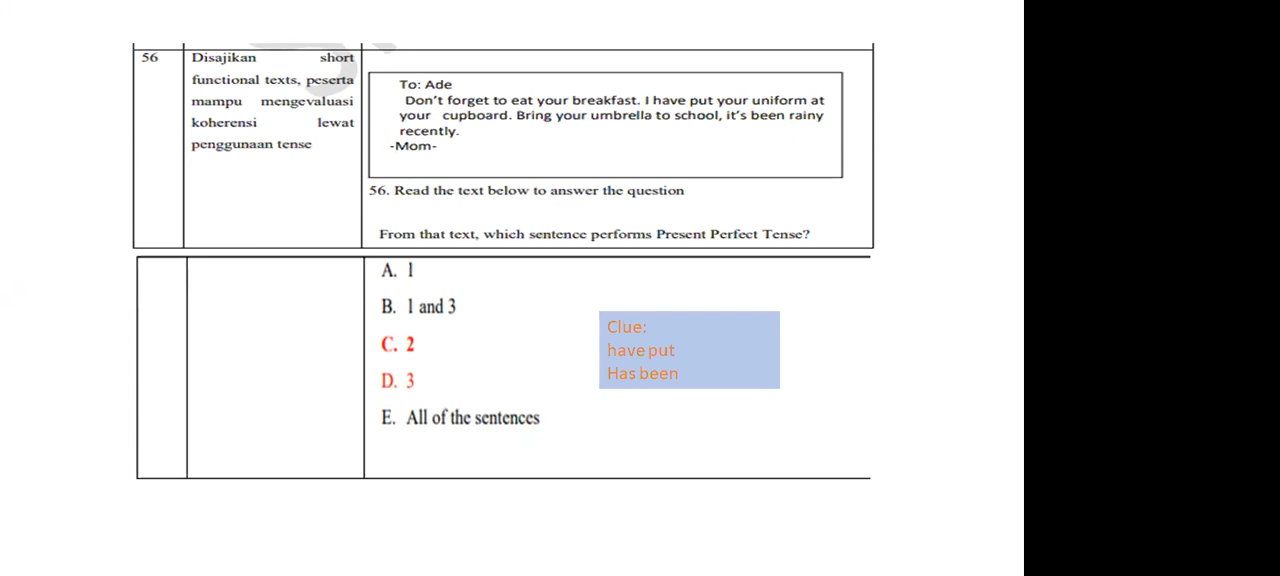 56
Disajikan short
functional texts, peserta
mampu mengevaluasi
koherensi lewat
penggunaan tense
To: Ade
Don't forget to eat your breakfast. I have put your uniform at
your cupboard. Bring your umbrella to school, it's been rainy
recently.
-Mom-
56. Read the text below to answer the question
From that text, which sentence performs Present Perfect Tense?
A. 1
B. 1 and 3
C. 2
D. 3
E. All of the sentences
Clue:
have put
Has been